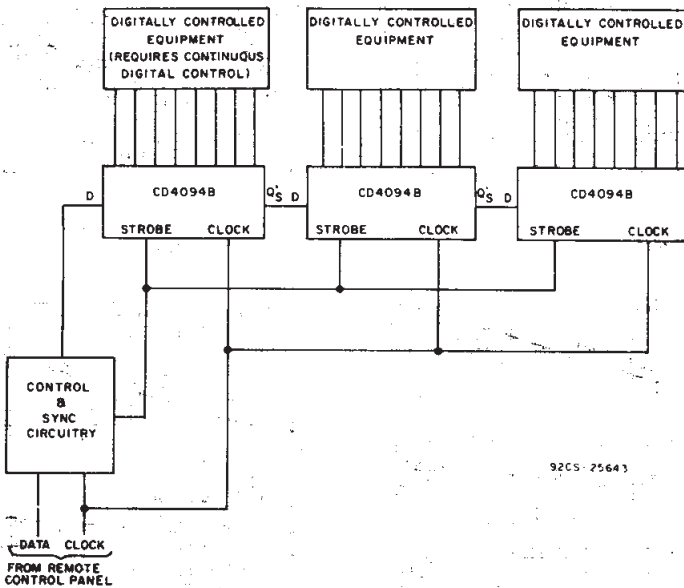 DIGITALLY CONTROLLED
EQUIPMENT
(REQUIRES CONTINUOUS
DIGITAL CONTROL)
DIGITALLY CONTROLLED
EQUIPMENT
DIGITALLY CONTROLLED
EQUIPMENT
D
CD4094B
STROBE CLOCK
Q'S D
CD4094B
STROBE CLOCK
Q'S D
CD4094B
STROBE CLOCK
CONTROL
&
SYNC
CIRCUITRY
92CS-25643
DATA CLOCK
FROM REMOTE
CONTROL PANEL